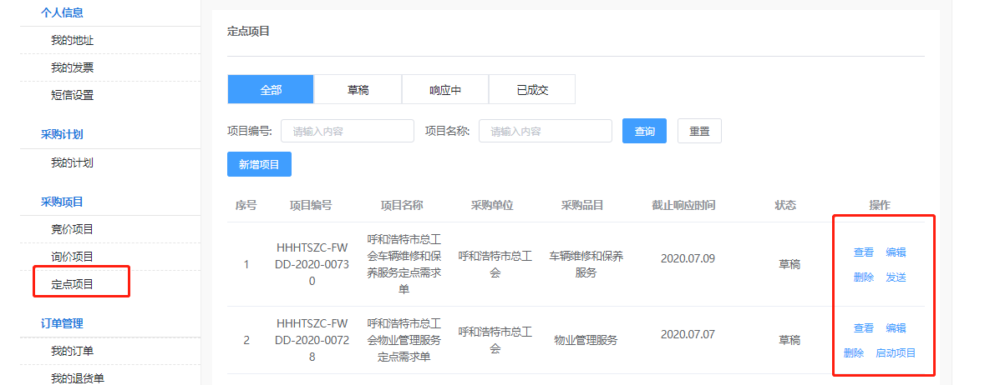 个人信息
我的地址
我的发票
短信设置
采购计划
我的计划
采购项目
竞价项目
询价项目
定点项目
订单管理
我的订单
我的退货单
定点项目
全部 草稿 响应中 已成交
项目编号: 请输入内容 项目名称: 请输入内容 查询 重置
新增项目
序号 项目编号 项目名称 采购单位 采购品目 截止响应时间 状态 操作
1
HHHTSZC-FW
DD-2020-0073
0
呼和浩特市总工
会车辆维修和保
养服务定点需求
单
呼和浩特市总工
会
车辆维修和保养
服务
2020.07.09
草稿
查看 编辑
删除 发送
2
HHHTSZC-FW
DD-2020-0072
8
呼和浩特市总工
会物业管理服务
定点需求单
呼和浩特市总工
会
物业管理服务
2020.07.07
草稿
查看 编辑
删除 启动项目